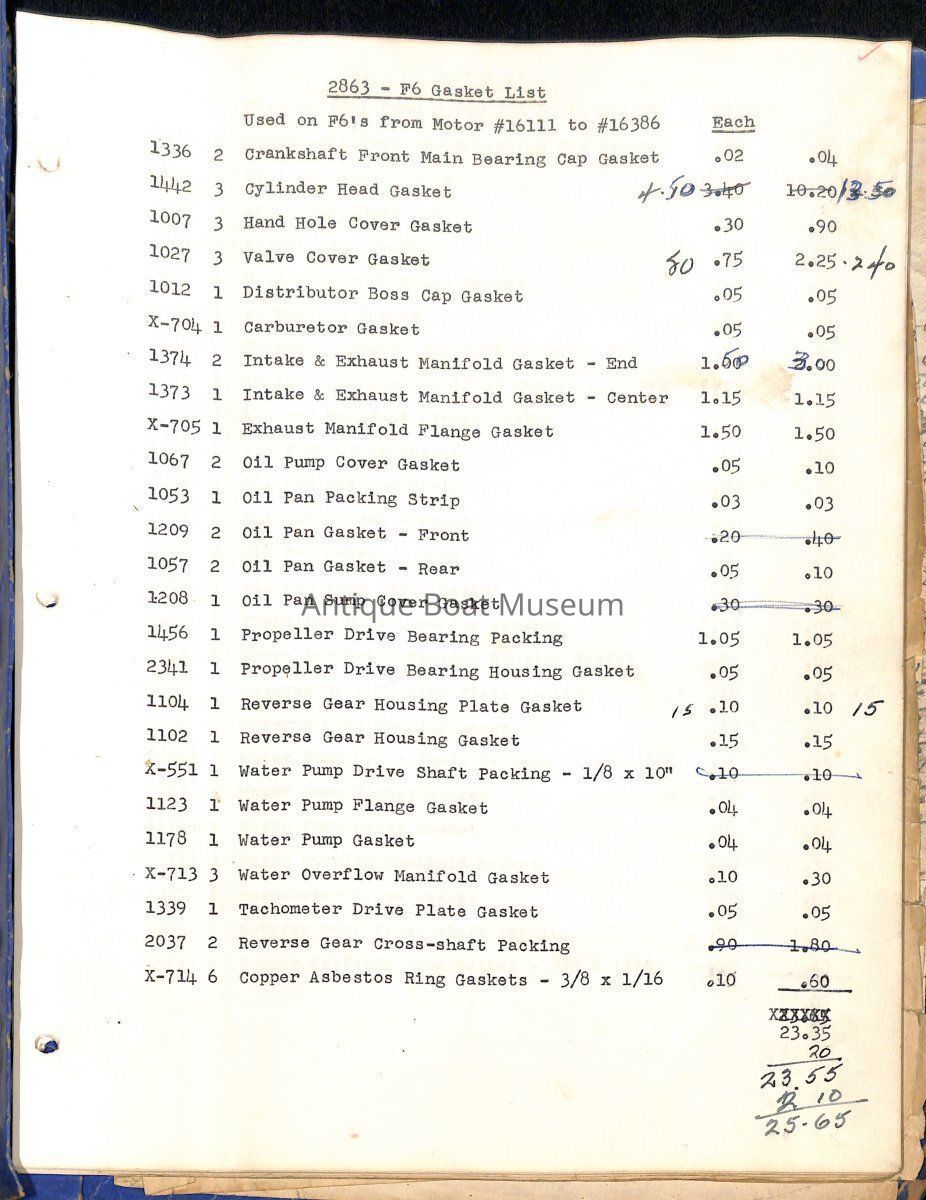 2863 - F6 Gasket List
Used on F6's from Motor #16111 to #16386 Each
1336 2 Crankshaft Front Main Bearing Cap Gasket .02 .04
1442 3 Cylinder Head Gasket 4.50 3.40 10.20 13.50
1007 3 Hand Hole Cover Gasket .30 .90
1027 3 Valve Cover Gasket 80 .75 2.25 . 240
1012 1 Distributor Boss Cap Gasket .05 .05
X-704 1 Carburetor Gasket .05 .05
1374 2 Intake & Exhaust Manifold Gasket - End 1.50 3.00
1373 1 Intake & Exhaust Manifold Gasket - Center 1.15 1.15
X-705 1 Exhaust Manifold Flange Gasket 1.50 1.50
1067 2 Oil Pump Cover Gasket .05 .10
1053 1 Oil Pan Packing Strip .03 .03
1209 2 Oil Pan Gasket - Front .20 .40
1057 2 Oil Pan Gasket - Rear .05 .10
1208 1 Oil Pan Sump Cover Gasket .30 .30
Antique Boat Museum
1456 1 Propeller Drive Bearing Packing 1.05 1.05
2341 1 Propeller Drive Bearing Housing Gasket .05 .05
1104 1 Reverse Gear Housing Plate Gasket 15 .10 .10 15
1102 1 Reverse Gear Housing Gasket .15 .15
X-551 1 Water Pump Drive Shaft Packing - 1/8 x 10" .10 .10
1123 1 Water Pump Flange Gasket .04 .04
1178 1 Water Pump Gasket .04 .04
X-713 3 Water Overflow Manifold Gasket .10 .30
1339 1 Tachometer Drive Plate Gasket .05 .05
2037 2 Reverse Gear Cross-shaft Packing .90 1.80
X-714 6 Copper Asbestos Ring Gaskets - 3/8 x 1/16 .10 .60
23.35
20
23.55
2 10
25.65